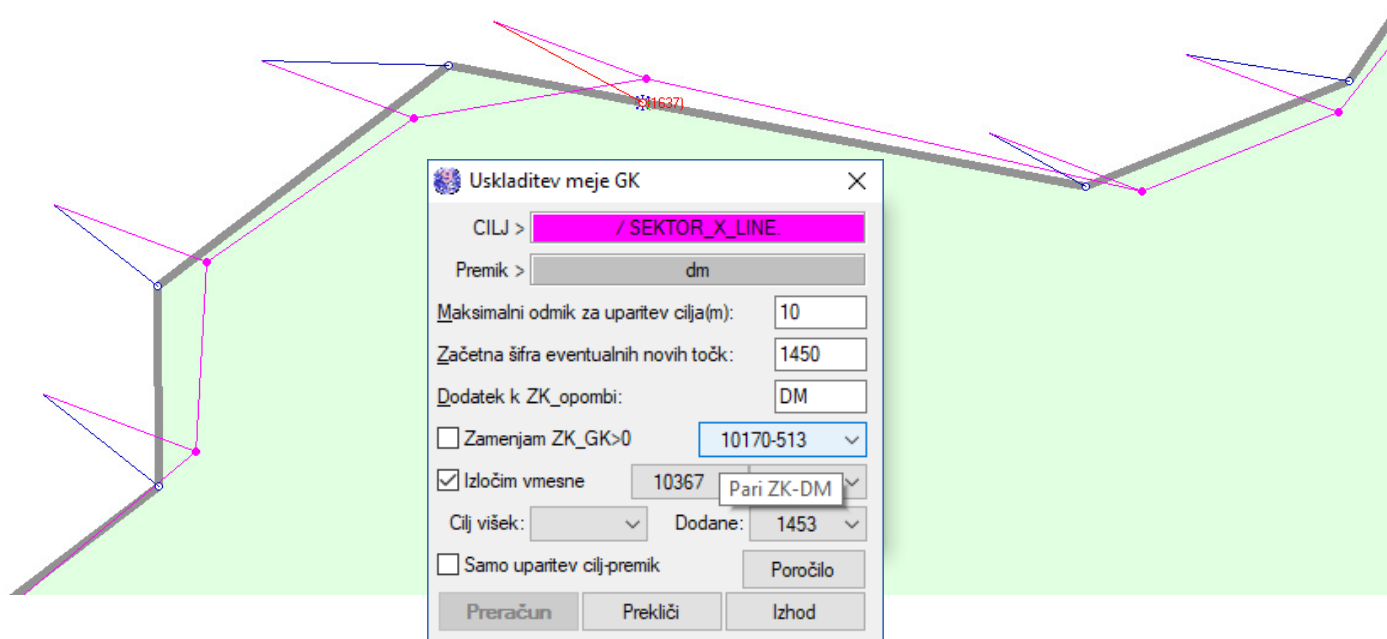 (1637)
Uskladitev meje GK
CILJ > / SEKTOR_X_LINE.
Premik > dm
Maksimalni odmik za uparitev cilja(m): 10
Začetna šifra eventualnih novih točk: 1450
Dodatek k ZK_opombi: DM
Zamenjam ZK_GK>0 10170-513
Izločim vmesne 10367
Pari ZK-DM
Cilj višek: Dodane: 1453
Samo uparitev cilj-premik Poročilo
Preračun Prekliči Izhod